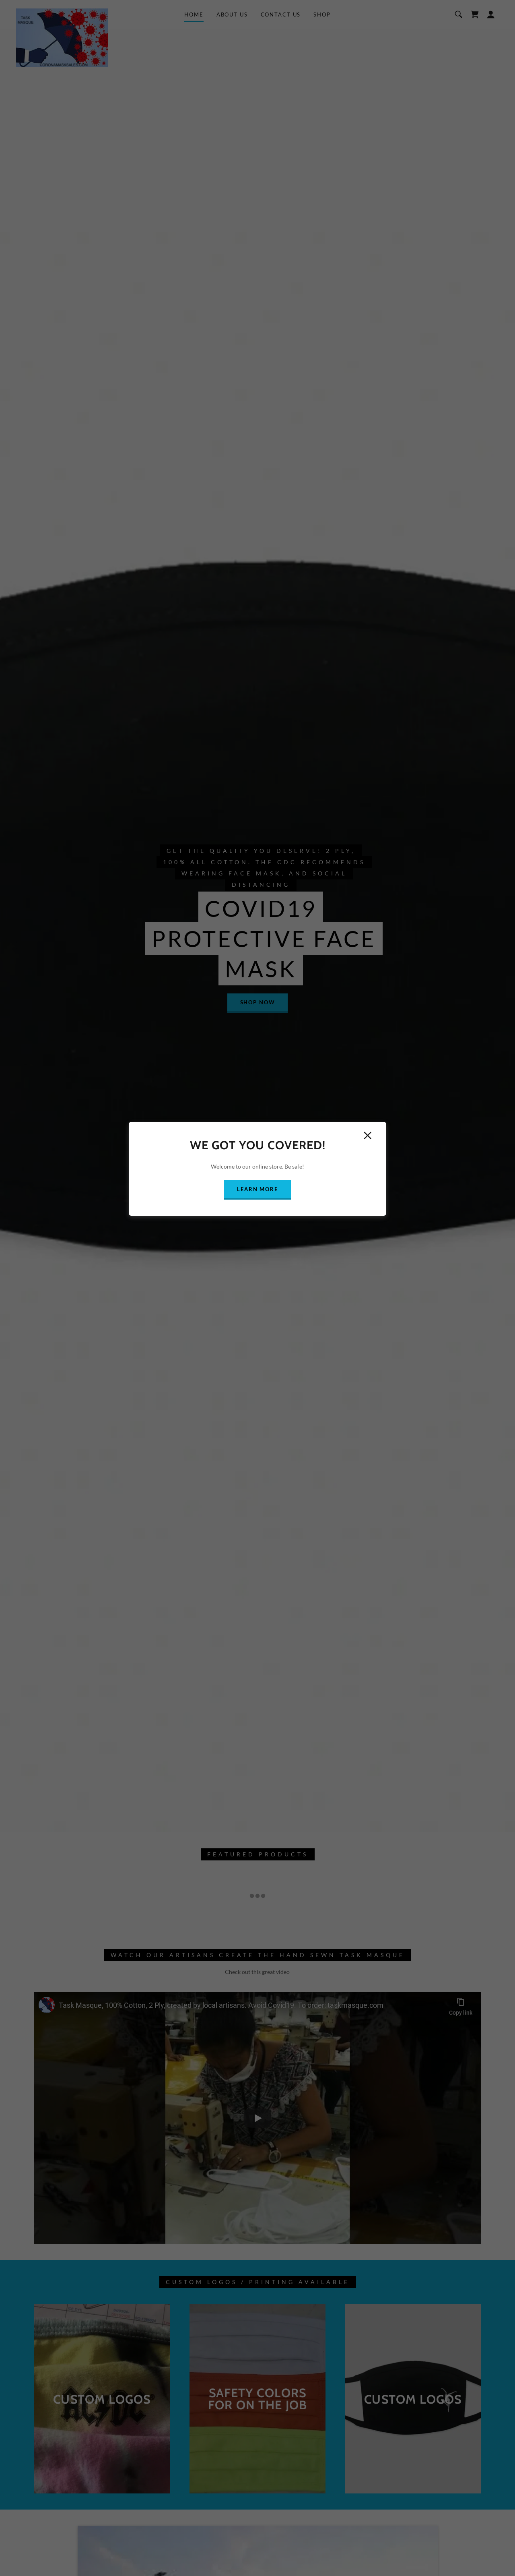 TASK
MASQUE
HOME
ABOUT US
CONTACT US
SHOP
GET THE QUALITY YOU DESERVE! 2 PLY,
100% ALL COTTON. THE CDC RECOMMENDS
WEARING FACE MASK, AND SOCIAL
DISTANCING
COVID19
PROTECTIVE FACE
MASK
SHOP NOW
WE GOT YOU COVERED!
Welcome to our online store. Be safe!
LEARN MORE
FEATURED PRODUCTS
WATCH OUR ARTISANS CREATE THE HAND SEWN TASK MASQUE
Check out this great video
Task Masque, 100% Cotton, 2 Ply, created by local artisans. Avoid Covid19. To order: taskmasque.com
Copy link
CUSTOM LOGOS / PRINTING AVAILABLE
CUSTOM LOGOS
SAFETY COLORS
FOR ON THE JOB
CUSTOM LOGOS